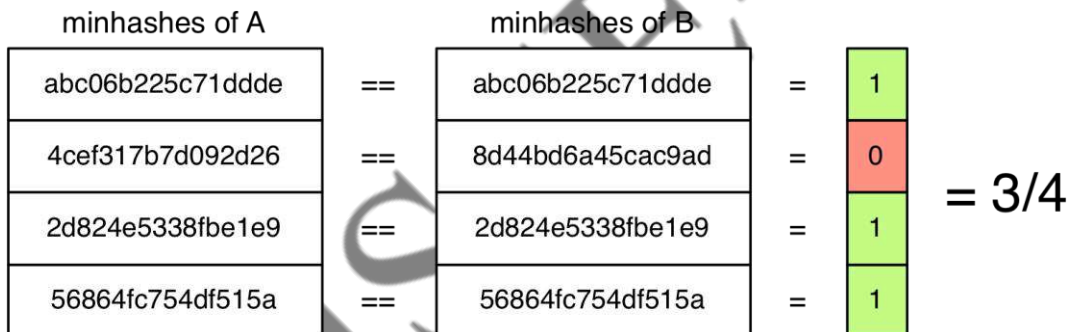 minhashes of A minhashes of B
abc06b225c71ddde == abc06b225c71ddde = 1
4cef317b7d092d26 == 8d44bd6a45cac9ad = 0
= 3/4
2d824e5338fbe1e9 == 2d824e5338fbe1e9 = 1
56864fc754df515a == 56864fc754df515a = 1